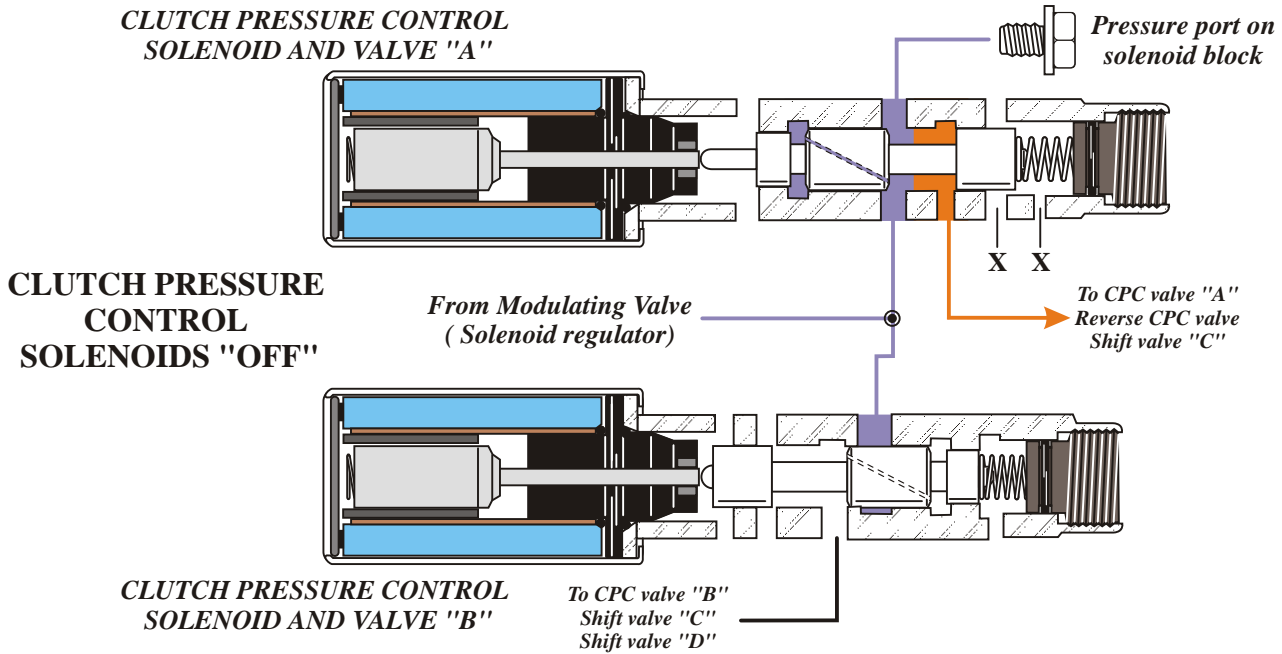 CLUTCH PRESSURE CONTROL
SOLENOID AND VALVE "A"
Pressure port on
solenoid block
X X
CLUTCH PRESSURE
CONTROL
SOLENOIDS "OFF"
From Modulating Valve
( Solenoid regulator)
To CPC valve "A"
Reverse CPC valve
Shift valve "C"
CLUTCH PRESSURE CONTROL
SOLENOID AND VALVE "B"
To CPC valve "B"
Shift valve "C"
Shift valve "D"